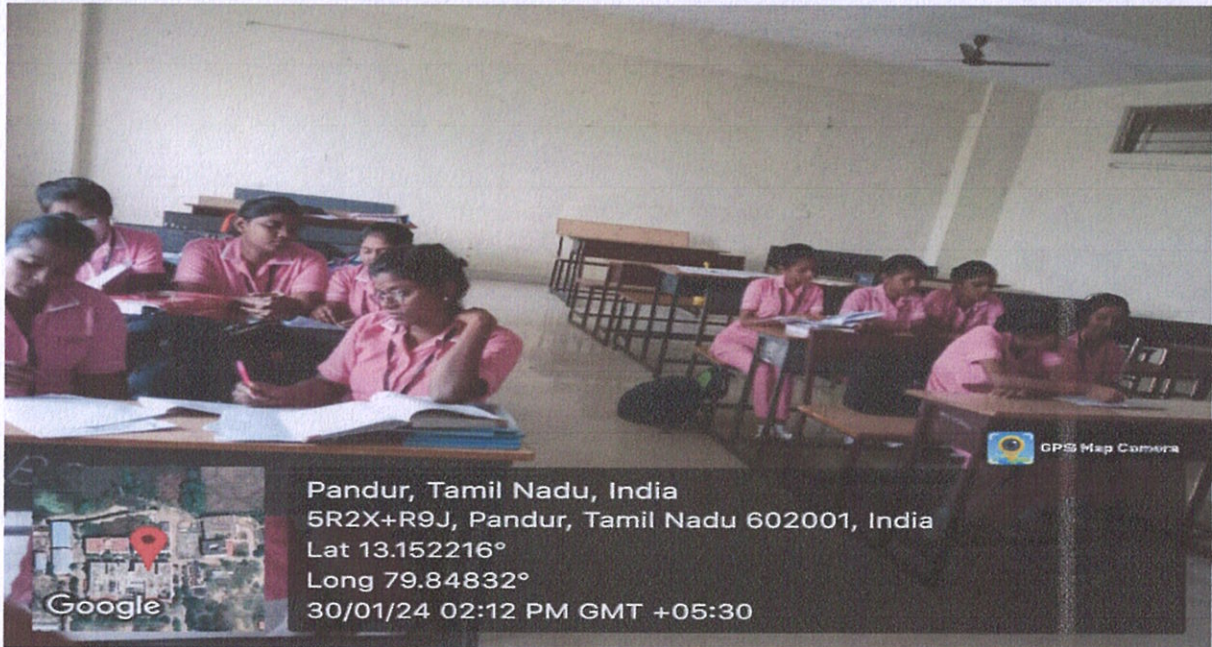 GPS Map Camera
Pandur, Tamil Nadu, India
5R2X+R9J, Pandur, Tamil Nadu 602001, India
Lat 13.152216°
Long 79.84832°
30/01/24 02:12 PM GMT +05:30
Google